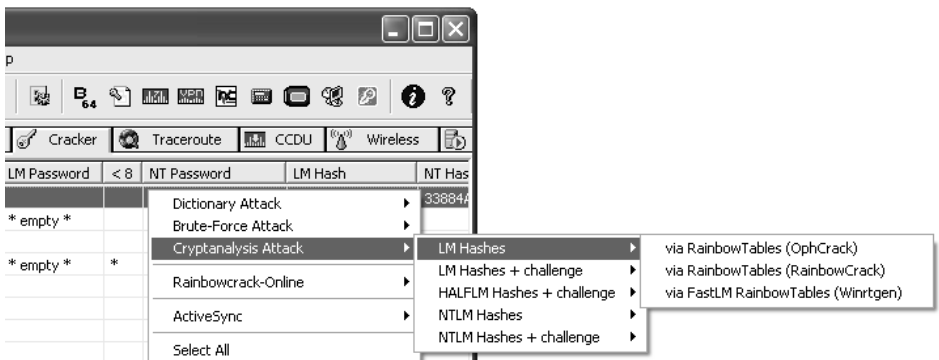 p
B
64
Cracker Traceroute CCDU Wireless
LM Password < 8 NT Password LM Hash NT Has
33884A
* empty *
* empty * *
Dictionary Attack
Brute-Force Attack
Cryptanalysis Attack
Rainbowcrack-Online
ActiveSync
Select All
LM Hashes
LM Hashes + challenge
HALFLM Hashes + challenge
NTLM Hashes
NTLM Hashes + challenge
via RainbowTables (OphCrack)
via RainbowTables (RainbowCrack)
via FastLM RainbowTables (Winrtgen)